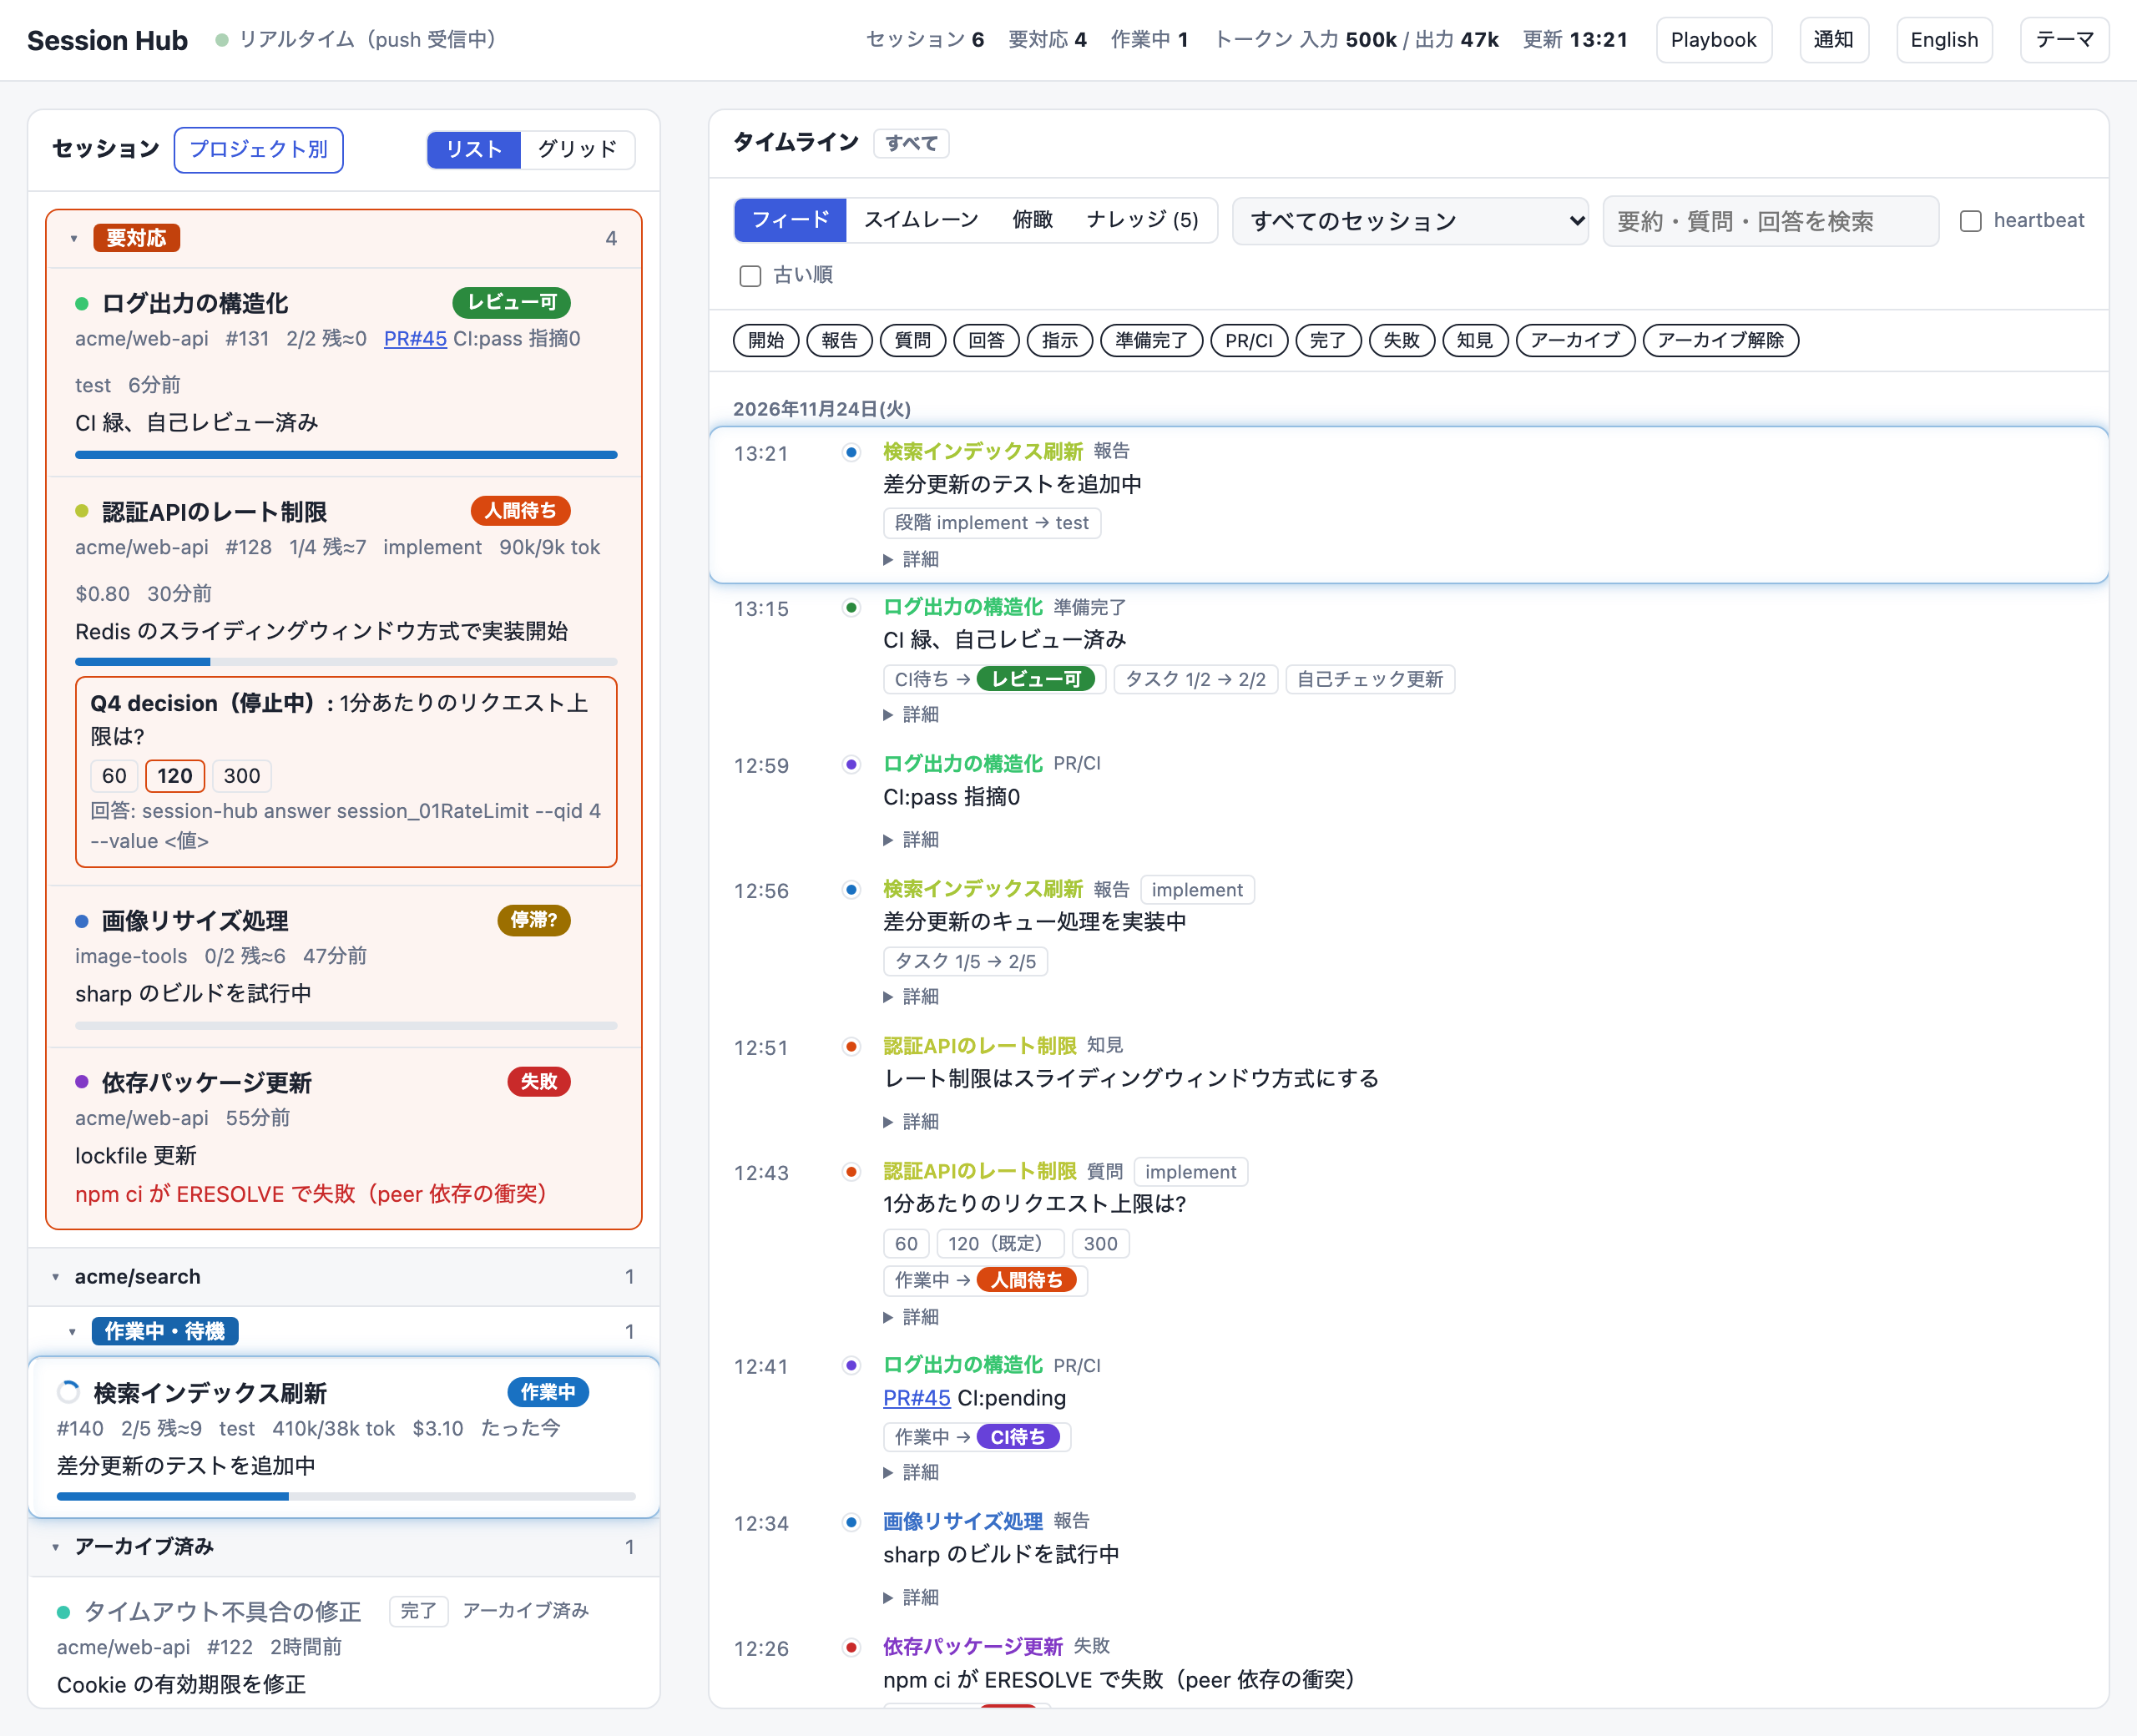 Session Hub
リアルタイム（push 受信中）
セッション 6 要対応 4 作業中 1 トークン 入力 500k / 出力 47k 更新 13:21
Playbook
通知
English
テーマ
セッション プロジェクト別 リスト グリッド
要対応 4
ログ出力の構造化 レビュー可
acme/web-api #131 2/2 残≈0 PR#45 CI:pass 指摘0
test 6分前
CI 緑、自己レビュー済み
認証APIのレート制限 人間待ち
acme/web-api #128 1/4 残≈7 implement 90k/9k tok
$0.80 30分前
Redis のスライディングウィンドウ方式で実装開始
Q4 decision（停止中）: 1分あたりのリクエスト上
限は?
60 120 300
回答: session-hub answer session_01RateLimit --qid 4
--value <値>
画像リサイズ処理 停滞?
image-tools 0/2 残≈6 47分前
sharp のビルドを試行中
依存パッケージ更新 失敗
acme/web-api 55分前
lockfile 更新
npm ci が ERESOLVE で失敗（peer 依存の衝突）
acme/search 1
作業中・待機 1
検索インデックス刷新 作業中
#140 2/5 残≈9 test 410k/38k tok $3.10 たった今
差分更新のテストを追加中
アーカイブ済み 1
タイムアウト不具合の修正 完了 アーカイブ済み
acme/web-api #122 2時間前
Cookie の有効期限を修正
タイムライン すべて
フィード スイムレーン 俯瞰 ナレッジ (5) すべてのセッション 要約・質問・回答を検索 heartbeat
古い順
開始 報告 質問 回答 指示 準備完了 PR/CI 完了 失敗 知見 アーカイブ アーカイブ解除
2026年11月24日(火)
13:21 検索インデックス刷新 報告
差分更新のテストを追加中
段階 implement → test
▶ 詳細
13:15 ログ出力の構造化 準備完了
CI 緑、自己レビュー済み
CI待ち → レビュー可 タスク 1/2 → 2/2 自己チェック更新
▶ 詳細
12:59 ログ出力の構造化 PR/CI
CI:pass 指摘0
▶ 詳細
12:56 検索インデックス刷新 報告 implement
差分更新のキュー処理を実装中
タスク 1/5 → 2/5
▶ 詳細
12:51 認証APIのレート制限 知見
レート制限はスライディングウィンドウ方式にする
▶ 詳細
12:43 認証APIのレート制限 質問 implement
1分あたりのリクエスト上限は?
60 120（既定） 300
作業中 → 人間待ち
▶ 詳細
12:41 ログ出力の構造化 PR/CI
PR#45 CI:pending
作業中 → CI待ち
▶ 詳細
12:34 画像リサイズ処理 報告
sharp のビルドを試行中
▶ 詳細
12:26 依存パッケージ更新 失敗
npm ci が ERESOLVE で失敗（peer 依存の衝突）